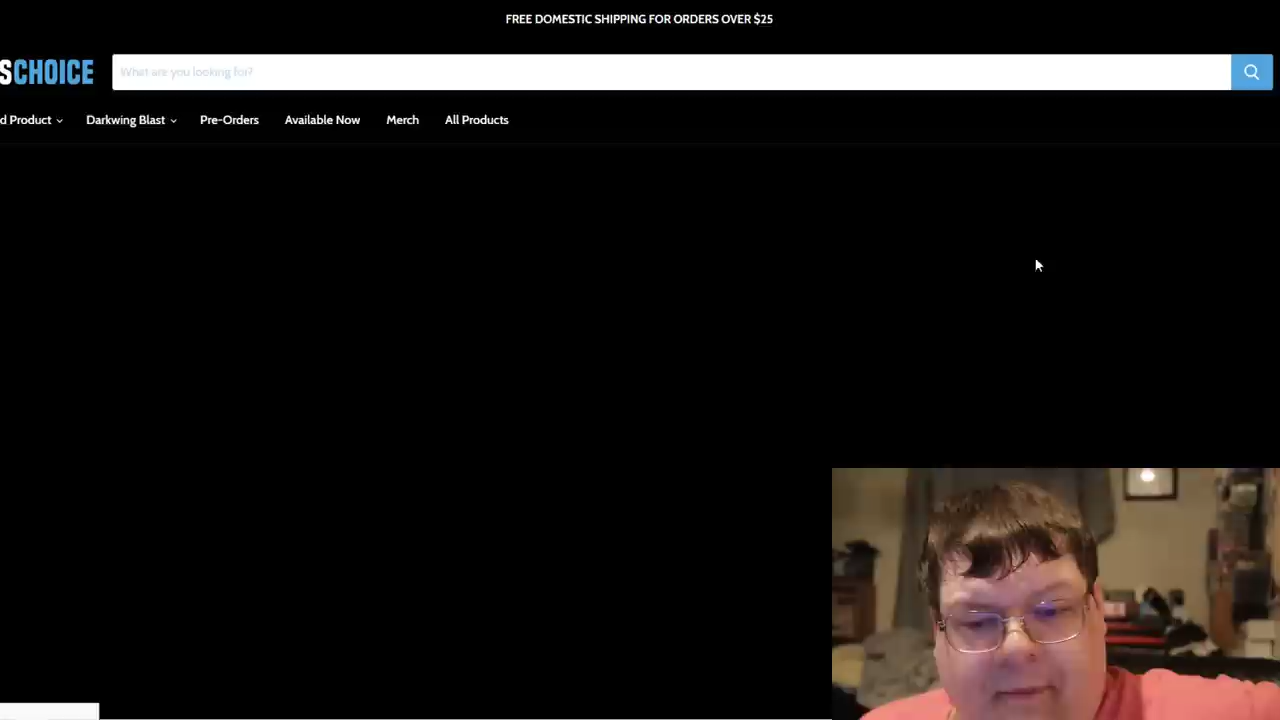 FREE DOMESTIC SHIPPING FOR ORDERS OVER $25
SCHOICE
What are you looking for?
d Product
Darkwing Blast
Pre-Orders
Available Now
Merch
All Products